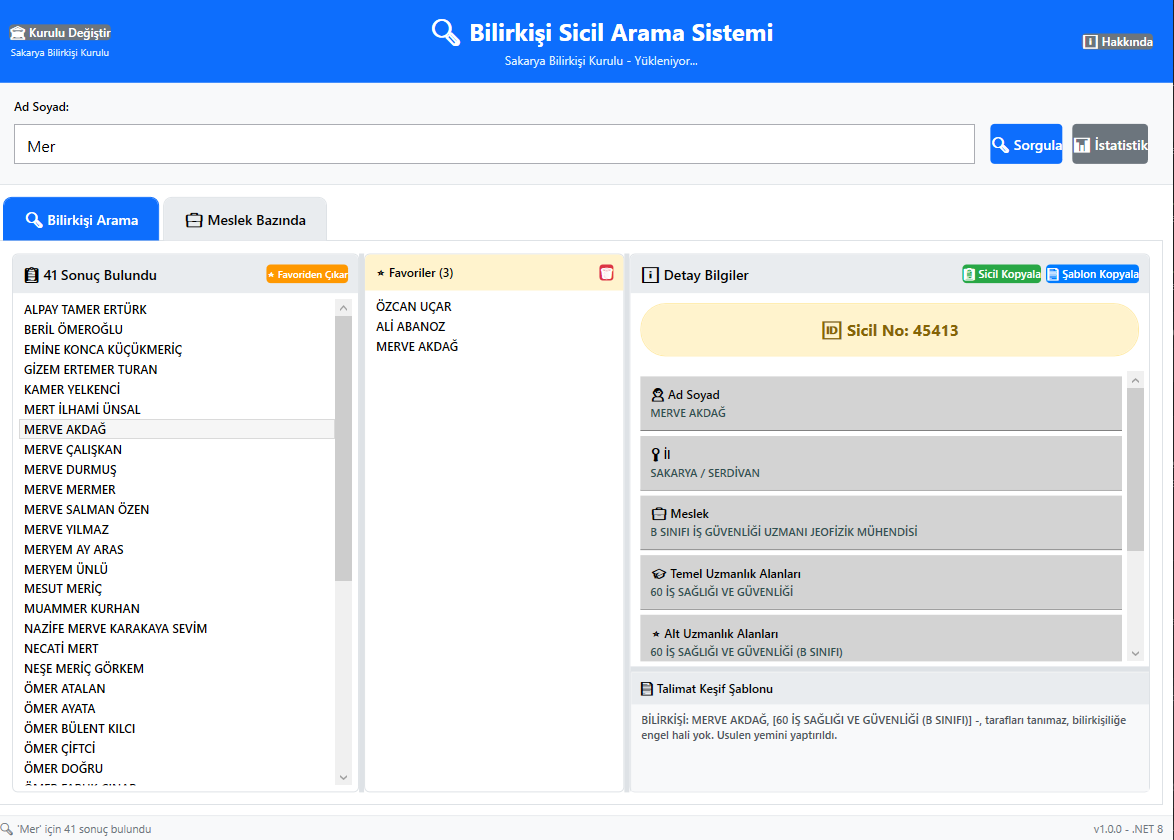 Kurulu Değiştir
Sakarya Bilirkişi Kurulu
Bilirkişi Sicil Arama Sistemi
Sakarya Bilirkişi Kurulu - Yükleniyor...
Hakkında
Ad Soyad:
Mer
Sorgula
İstatistik
Bilirkişi Arama
Meslek Bazında
41 Sonuç Bulundu
Favoriden Çıkar
ALPAY TAMER ERTÜRK
BERİL ÖMEROĞLU
EMİNE KONCA KÜÇÜKMERİÇ
GİZEM ERTEMER TURAN
KAMER YELKENCİ
MERT İLHAMİ ÜNSAL
MERVE AKDAĞ
MERVE ÇALIŞKAN
MERVE DURMUŞ
MERVE MERMER
MERVE SALMAN ÖZEN
MERVE YILMAZ
MERYEM AY ARAS
MERYEM ÜNLÜ
MESUT MERİÇ
MUAMMER KURHAN
NAZİFE MERVE KARAKAYA SEVİM
NECATİ MERT
NEŞE MERİÇ GÖRKEM
ÖMER ATALAN
ÖMER AYATA
ÖMER BÜLENT KILCI
ÖMER ÇİFTCİ
ÖMER DOĞRU
Favoriler (3)
ÖZCAN UÇAR
ALİ ABANOZ
MERVE AKDAĞ
Detay Bilgiler
Sicil Kopyala
Şablon Kopyala
ID Sicil No: 45413
Ad Soyad
MERVE AKDAĞ
İl
SAKARYA / SERDİVAN
Meslek
B SINIFI İŞ GÜVENLİĞİ UZMANI JEOFİZİK MÜHENDİSİ
Temel Uzmanlık Alanları
60 İŞ SAĞLIĞI VE GÜVENLİĞİ
Alt Uzmanlık Alanları
60 İŞ SAĞLIĞI VE GÜVENLİĞİ (B SINIFI)
Talimat Keşif Şablonu
BİLİRKİŞİ: MERVE AKDAĞ, [60 İŞ SAĞLIĞI VE GÜVENLİĞİ (B SINIFI)] -, tarafları tanımaz, bilirkişiliğe
engel hali yok. Usulen yemini yaptırıldı.
'Mer' için 41 sonuç bulundu
v1.0.0 - .NET 8